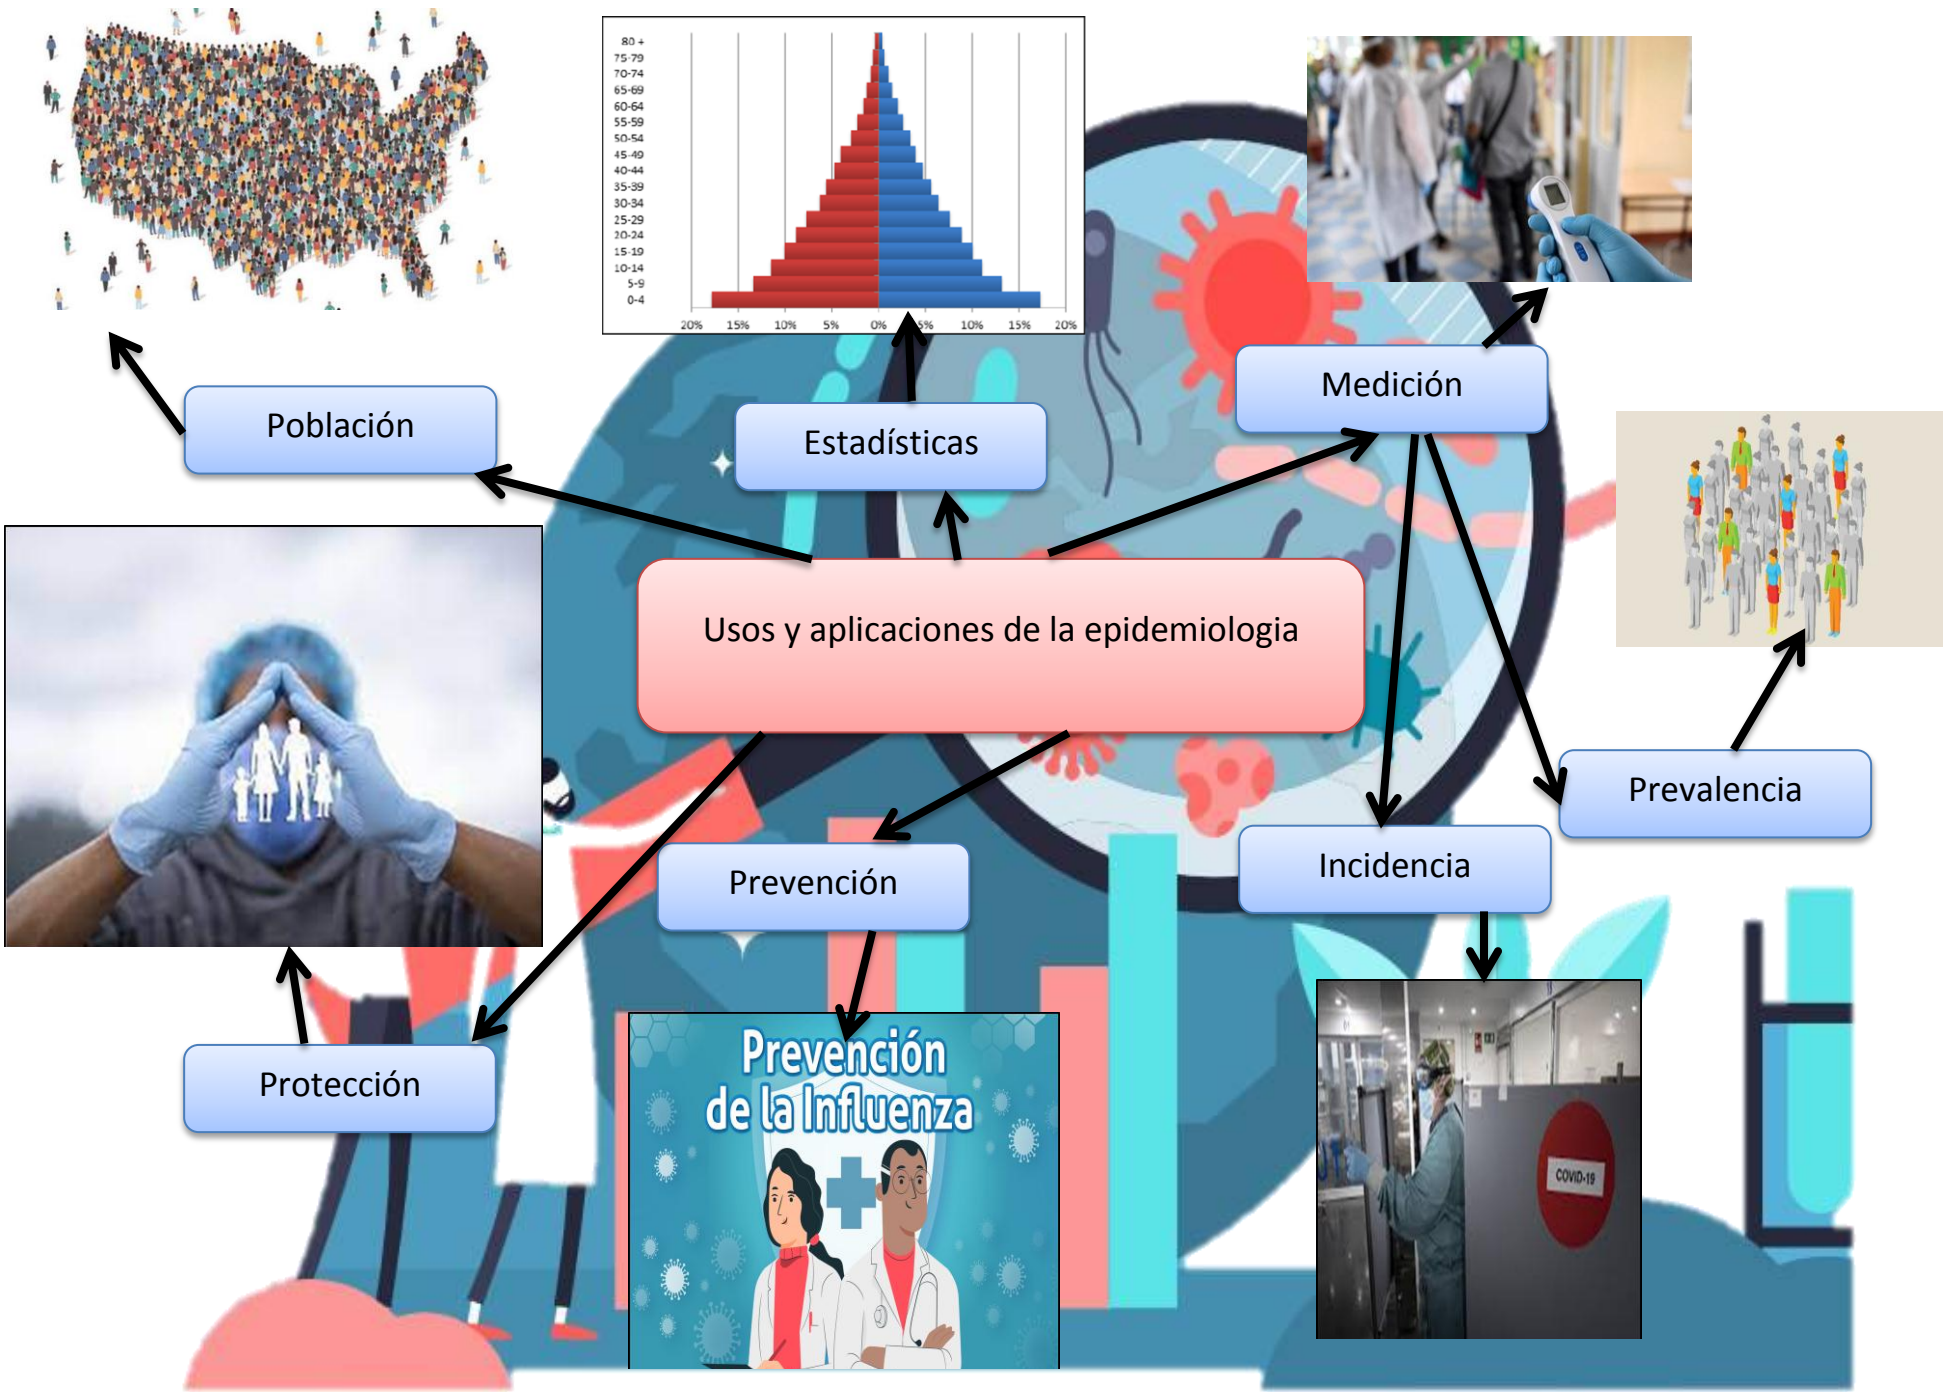 80 +
75-79
70-74
65-69
60-64
55-59
50-54
45-49
40-44
35-39
30-34
25-29
20-24
15-19
10-14
5-9
0-4
20% 15% 10% 5% 0% 5% 10% 15% 20%
Medición
Población
Estadísticas
Usos y aplicaciones de la epidemiologia
Prevalencia
Incidencia
Prevención
Protección
Prevención
de la Influenza
COVID-19